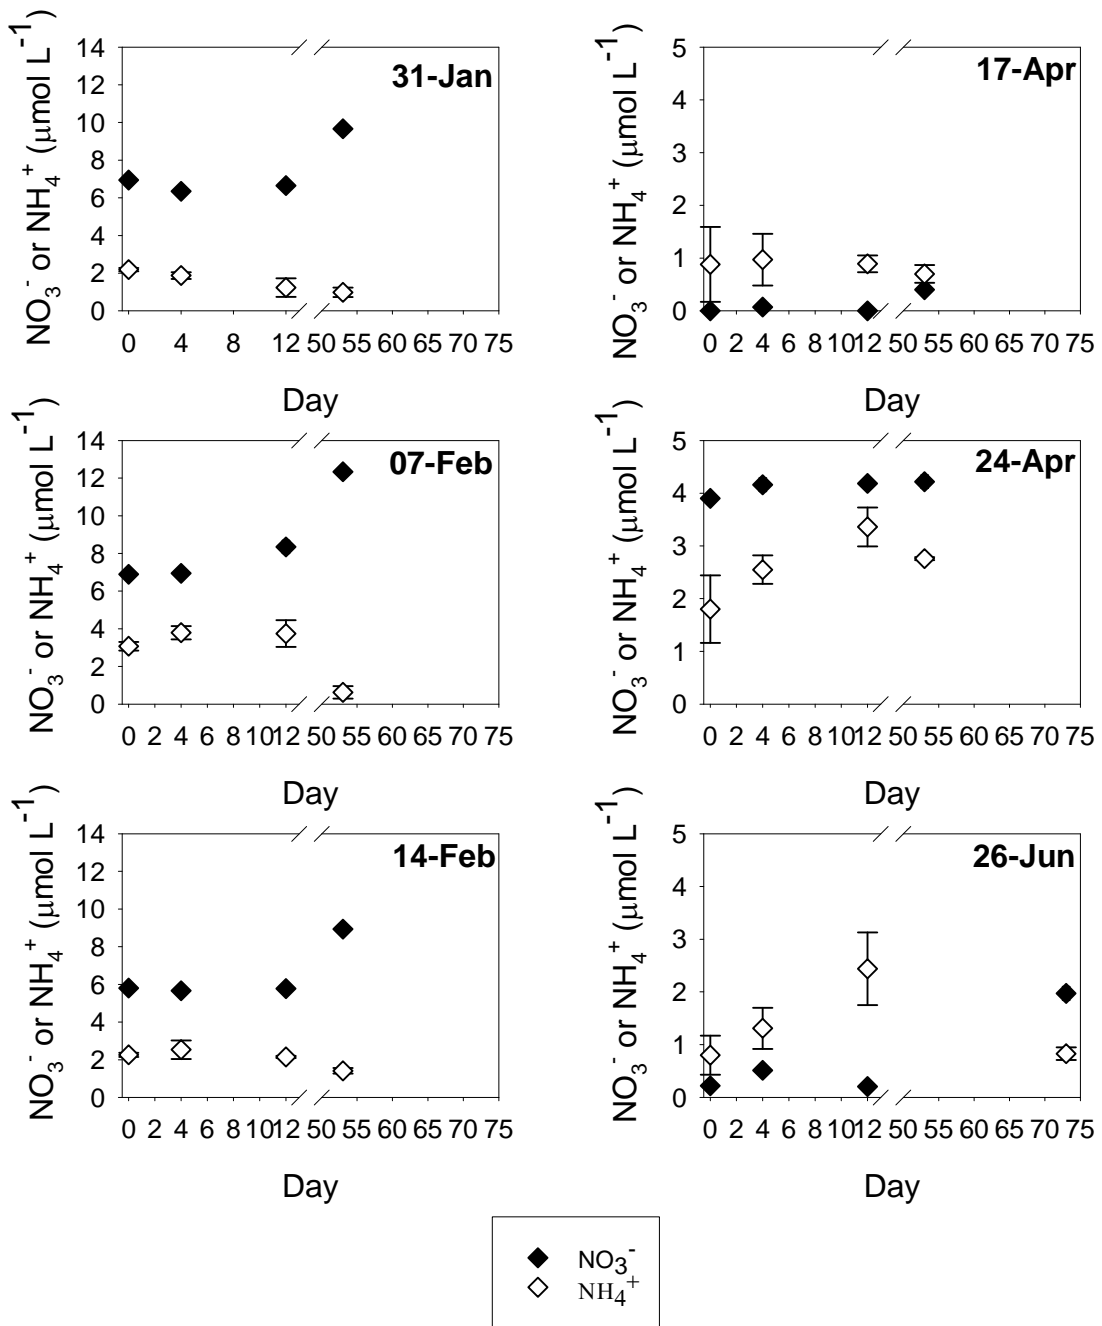 NO₃⁻ or NH₄⁺ (μmol L⁻¹)
14
12
10
8
6
4
2
0
31-Jan
0 4 8 12 50 55 60 65 70 75
Day
NO₃⁻ or NH₄⁺ (μmol L⁻¹)
5
4
3
2
1
0
17-Apr
0 2 4 6 8 10 12 50 55 60 65 70 75
Day
NO₃⁻ or NH₄⁺ (μmol L⁻¹)
14
12
10
8
6
4
2
0
07-Feb
0 2 4 6 8 10 12 50 55 60 65 70 75
Day
NO₃⁻ or NH₄⁺ (μmol L⁻¹)
5
4
3
2
1
0
24-Apr
0 2 4 6 8 10 12 50 55 60 65 70 75
Day
NO₃⁻ or NH₄⁺ (μmol L⁻¹)
14
12
10
8
6
4
2
0
14-Feb
0 2 4 6 8 10 12 50 55 60 65 70 75
Day
NO₃⁻ or NH₄⁺ (μmol L⁻¹)
5
4
3
2
1
0
26-Jun
0 2 4 6 8 10 12 50 55 60 65 70 75
Day
NO₃⁻
NH₄⁺